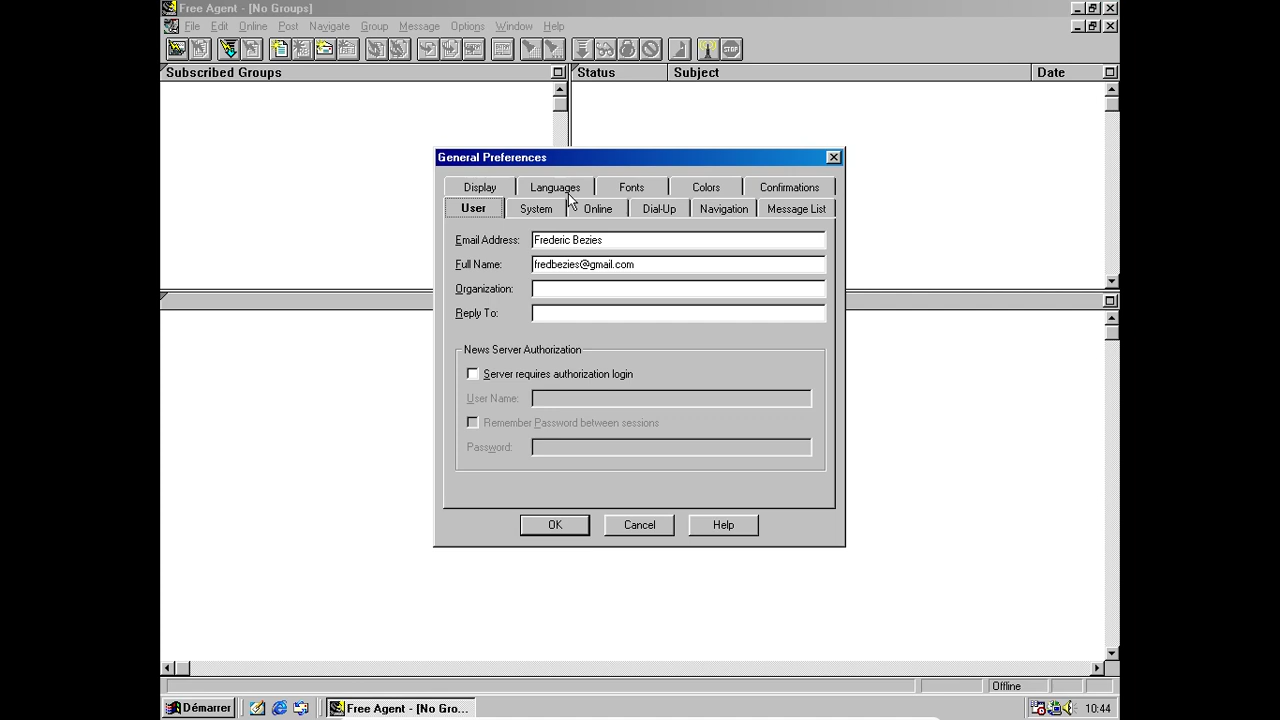 Free Agent - [No Groups]
File Edit Online Post Navigate Group Message Options Window Help
STOP
Subscribed Groups Status Subject Date
General Preferences
Display Languages Fonts Colors Confirmations
User System Online Dial-Up Navigation Message List
Email Address: Frederic Bezies
Full Name: fredbezies@gmail.com
Organization:
Reply To:
News Server Authorization
Server requires authorization login
User Name:
Remember Password between sessions
Password:
OK Cancel Help
Offline
Démarrer Free Agent - [No Gro... 10:44